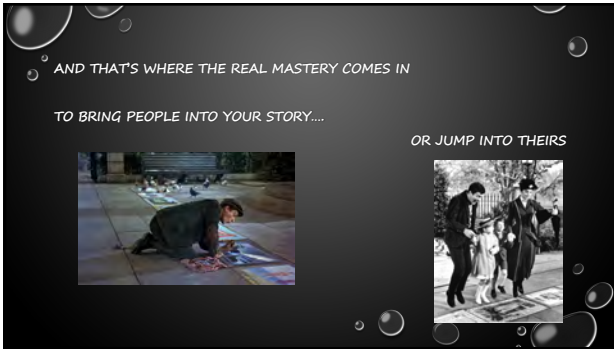 AND THAT'S WHERE THE REAL MASTERY COMES IN
TO BRING PEOPLE INTO YOUR STORY....
OR JUMP INTO THEIRS